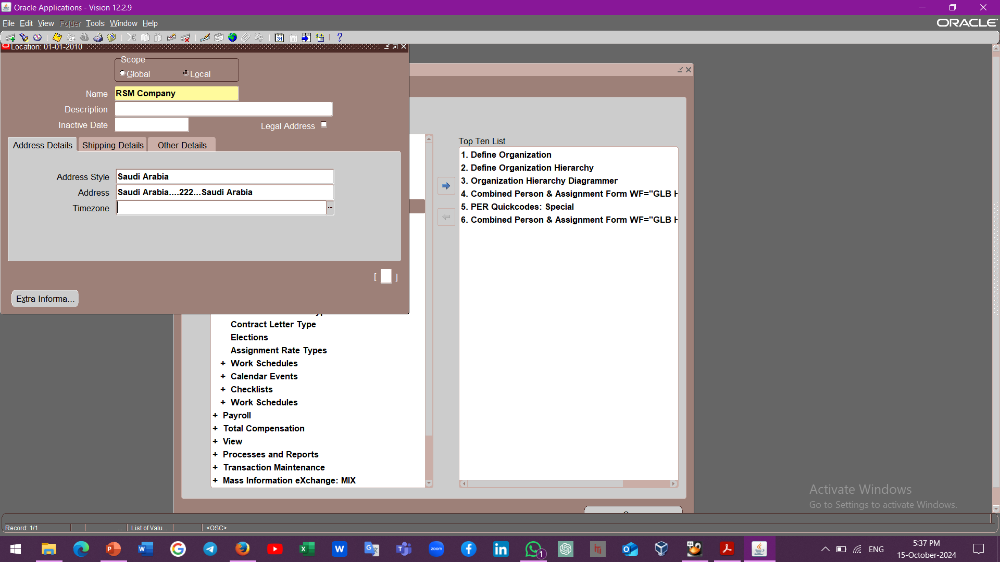 Oracle Applications - Vision 12.2.9
File Edit View Folder Tools Window Help
ORACLE
Location: 01-01-2010
Scope
Global Local
Name RSM Company
Description
Inactive Date Legal Address
Address Details Shipping Details Other Details
Address Style Saudi Arabia
Address Saudi Arabia....222...Saudi Arabia
Timezone
[ ]
Extra Informa...
Top Ten List
1. Define Organization
2. Define Organization Hierarchy
3. Organization Hierarchy Diagrammer
4. Combined Person & Assignment Form WF="GLB H
5. PER Quickcodes: Special
6. Combined Person & Assignment Form WF="GLB H
Contract Letter Type
Elections
Assignment Rate Types
+ Work Schedules
+ Calendar Events
+ Checklists
+ Work Schedules
+ Payroll
+ Total Compensation
+ View
+ Processes and Reports
+ Transaction Maintenance
+ Mass Information eXchange: MIX
Activate Windows
Go to Settings to activate Windows.
Record: 1/1 ... List of Valu... <OSC>
zoom
1
ENG
5:37 PM
15-October-2024